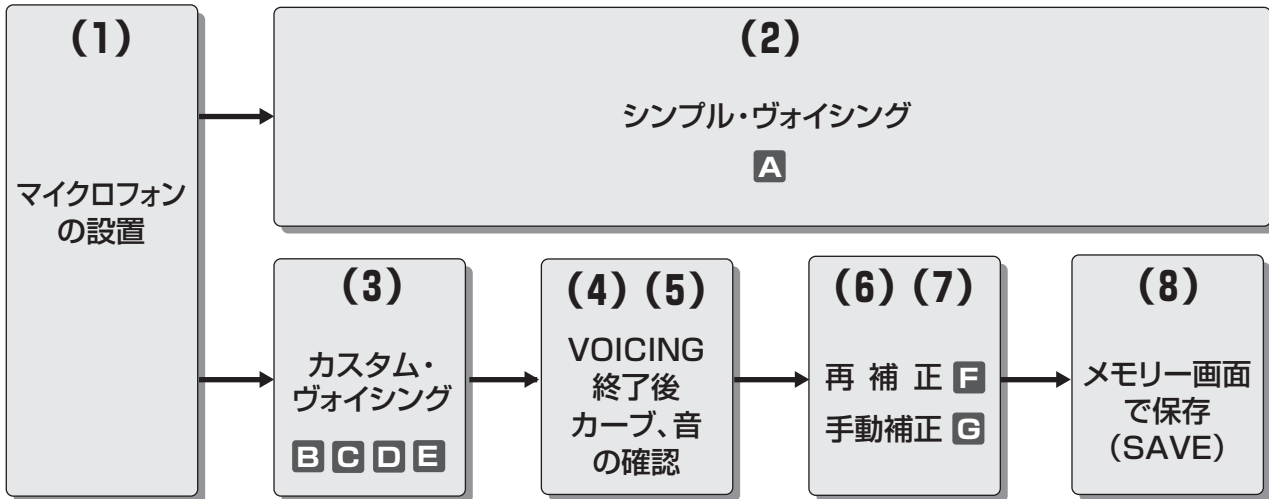 (1)
マイクロフォン
の設置
(2)
シンプル・ヴォイシング
A
(3)
カスタム・
ヴォイシング
B C D E
(4) (5)
VOICING
終了後
カーブ、音
の確認
(6) (7)
再 補 正 F
手動補正 G
(8)
メモリー画面
で保存
(SAVE)